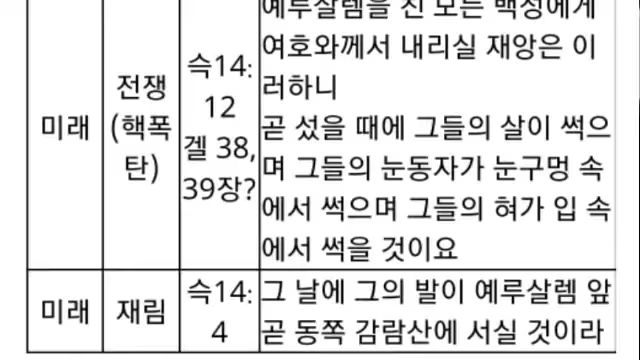 예루살렘을 친 모든 백성에게
여호와께서 내리실 재앙은 이
러하니
곧 섰을 때에 그들의 살이 썩으
며 그들의 눈동자가 눈구멍 속
에서 썩으며 그들의 혀가 입 속
에서 썩을 것이요
미래
전쟁
(핵폭
탄)
슥14:
12
겔 38,
39장?
미래
재림
슥14:
4
그 날에 그의 발이 예루살렘 앞
곧 동쪽 감람산에 서실 것이라